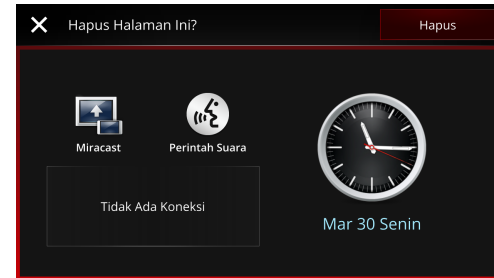 Hapus Halaman Ini?
Hapus
Miracast
Perintah Suara
Tidak Ada Koneksi
Mar 30 Senin